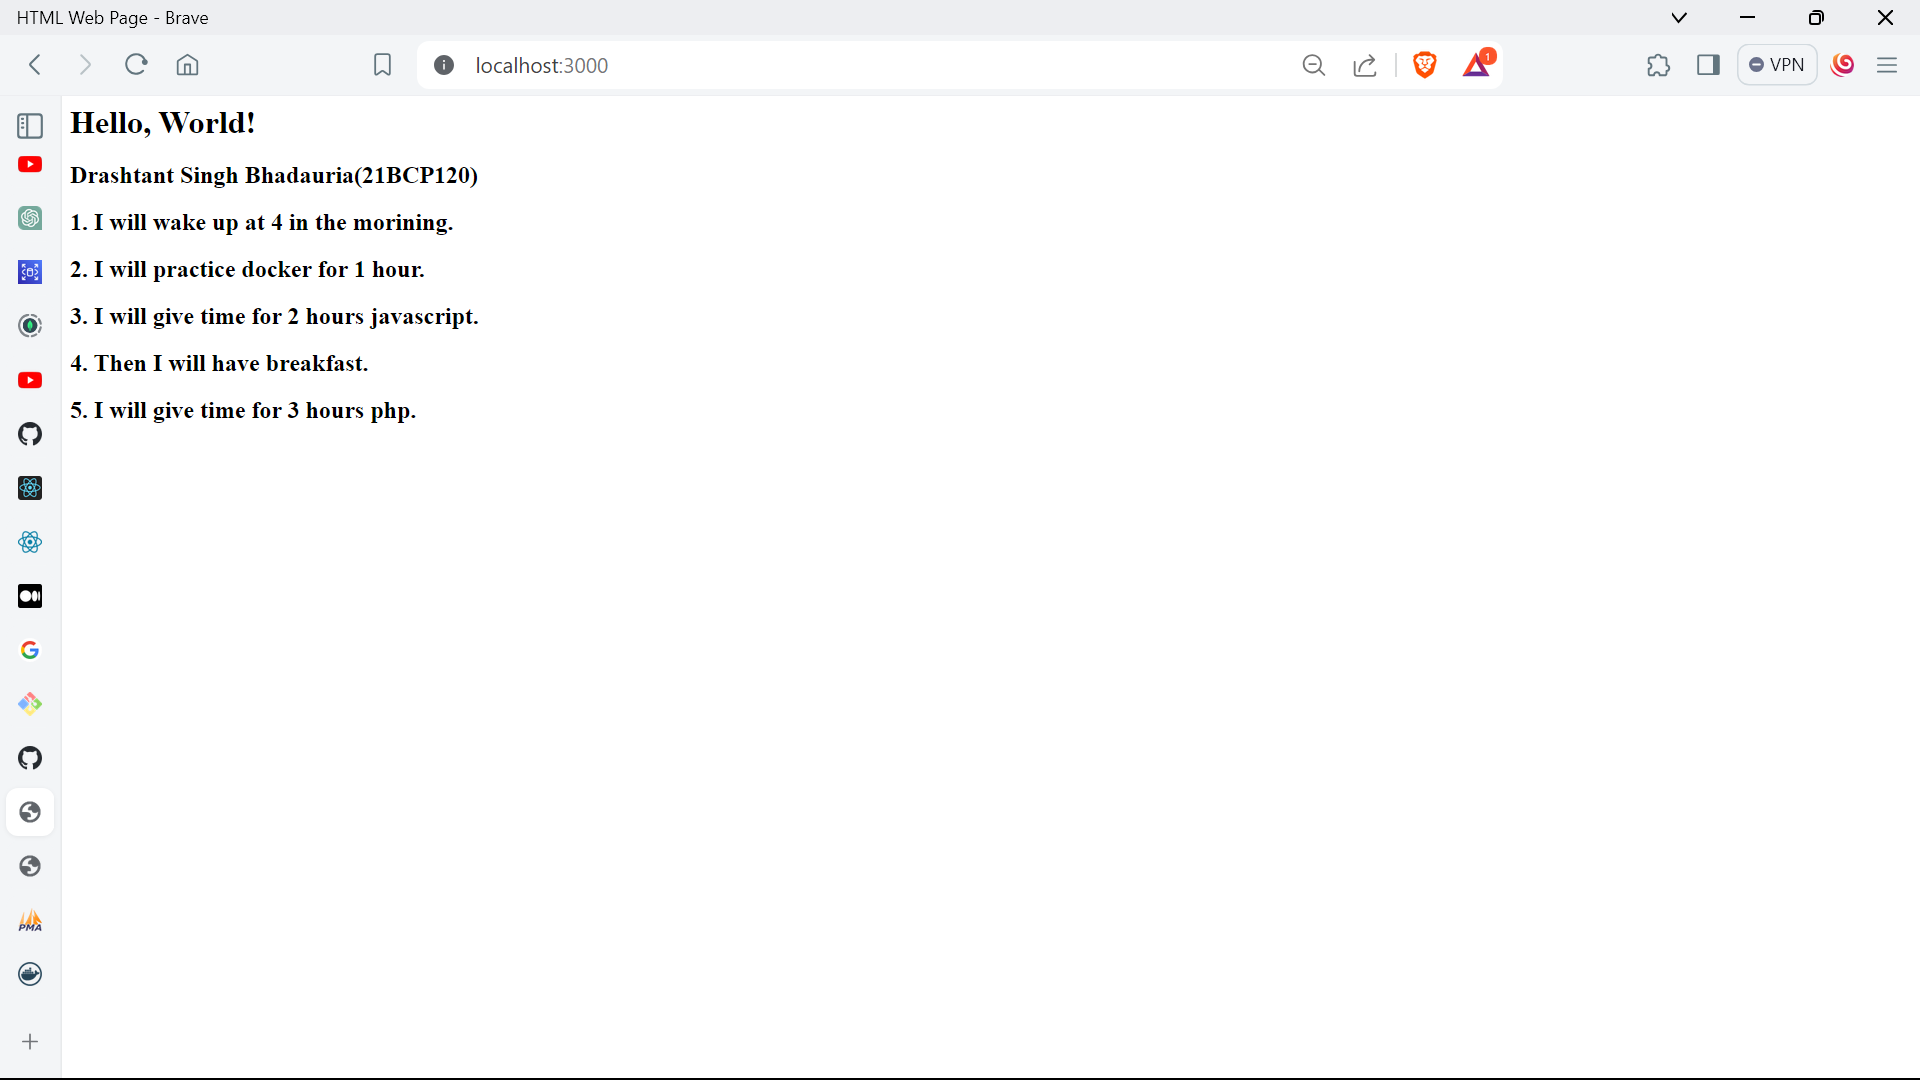 HTML Web Page - Brave
localhost:3000
1
VPN
Hello, World!
Drashtant Singh Bhadauria(21BCP120)
1. I will wake up at 4 in the morining.
2. I will practice docker for 1 hour.
3. I will give time for 2 hours javascript.
4. Then I will have breakfast.
5. I will give time for 3 hours php.
PMA